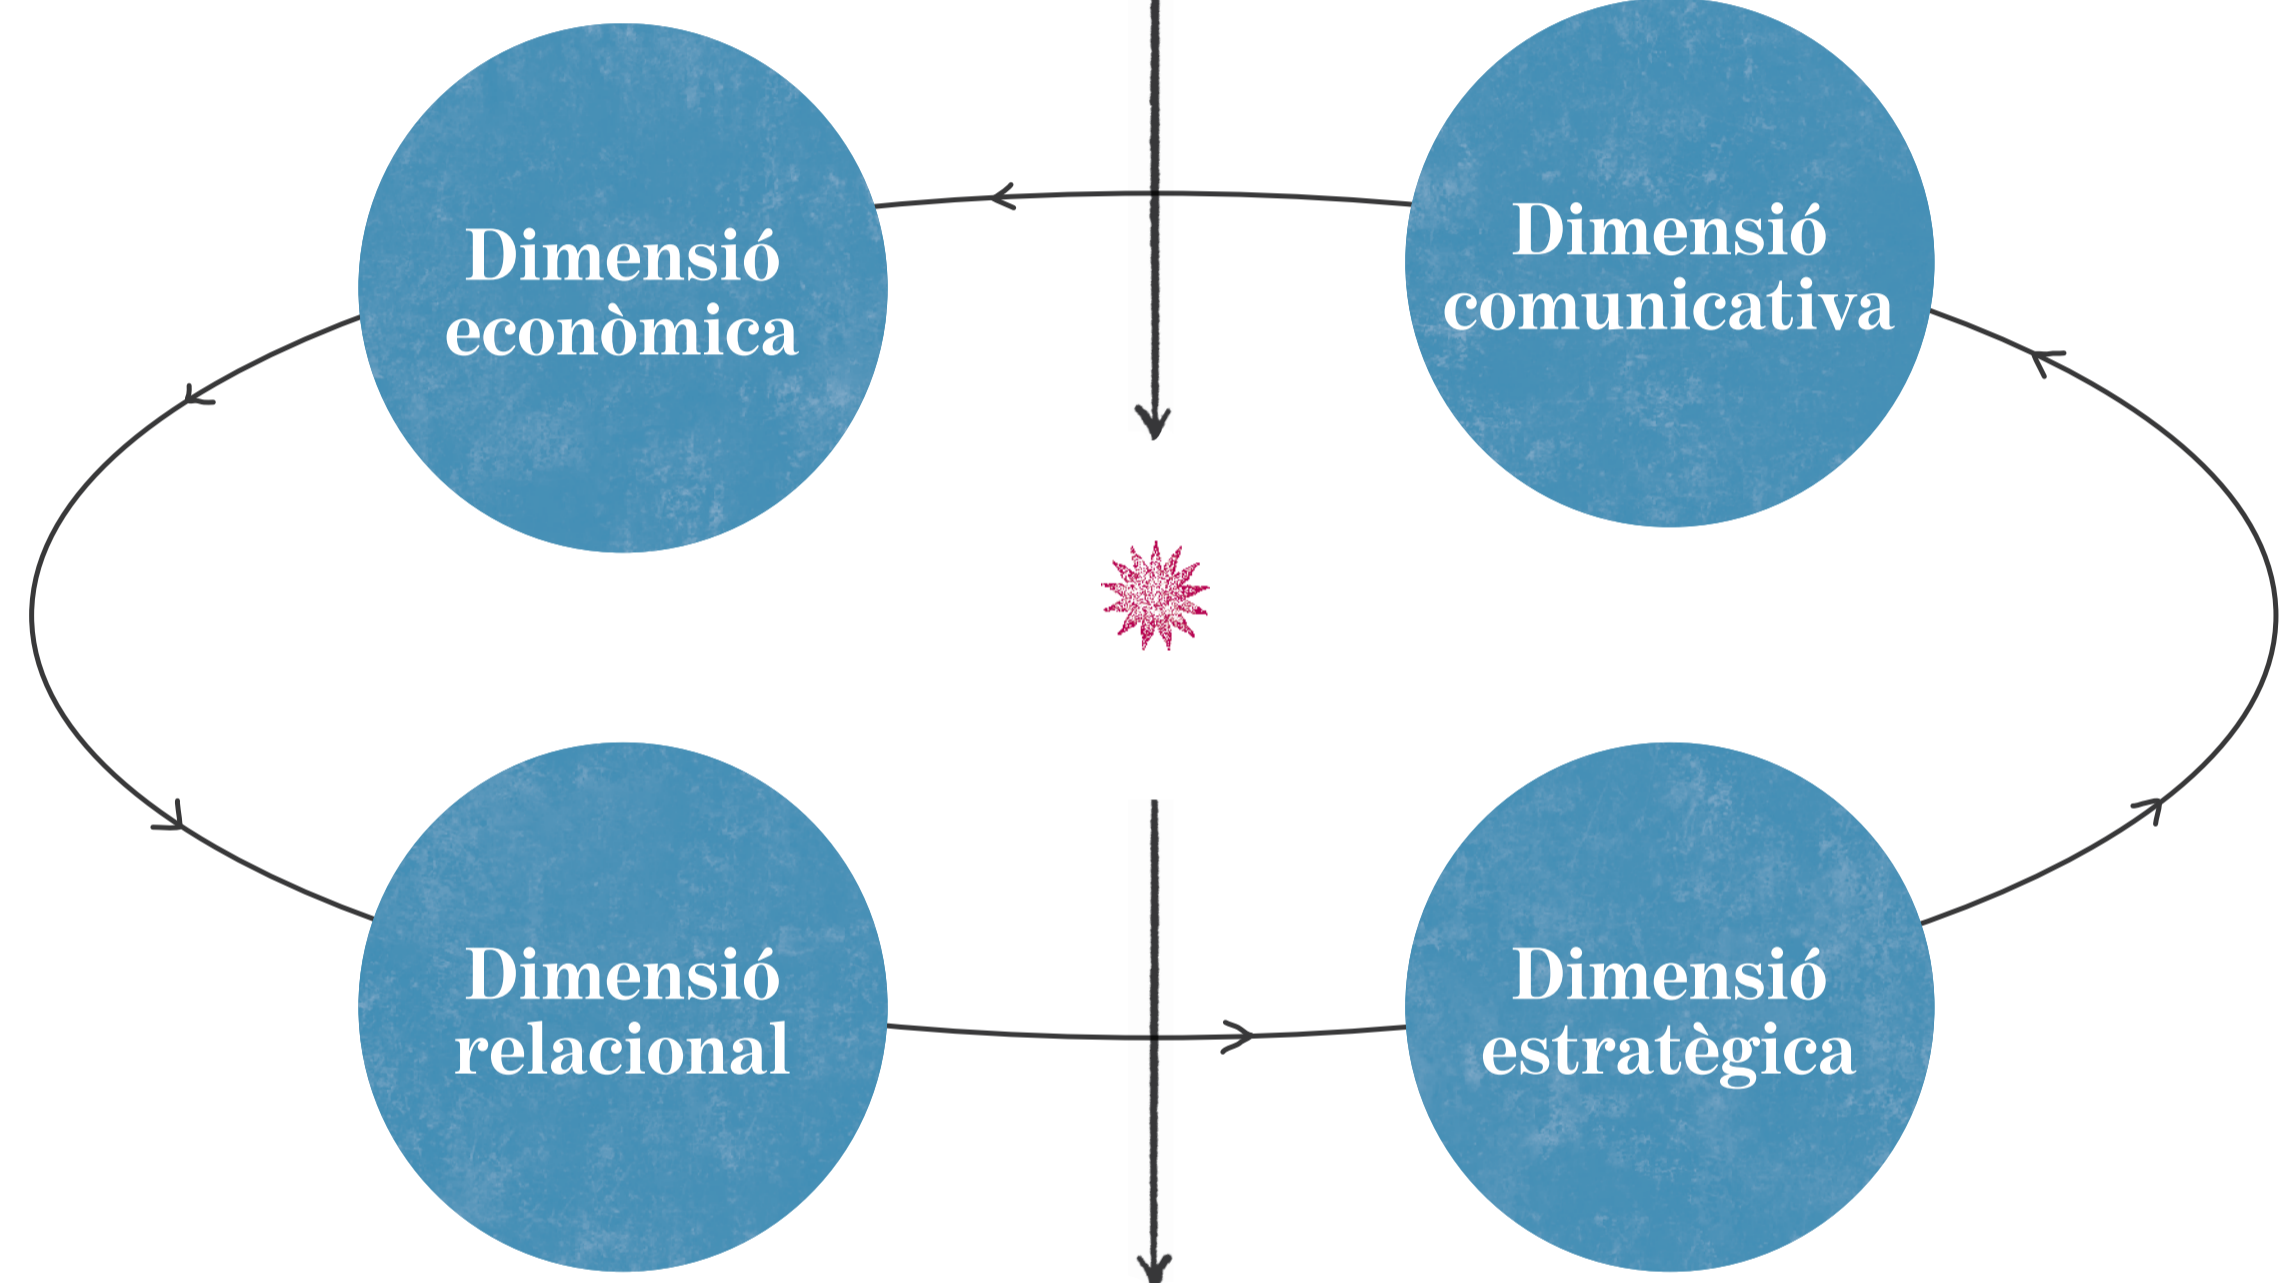 Dimensió
econòmica
Dimensió
comunicativa
Dimensió
relacional
Dimensió
estratègica